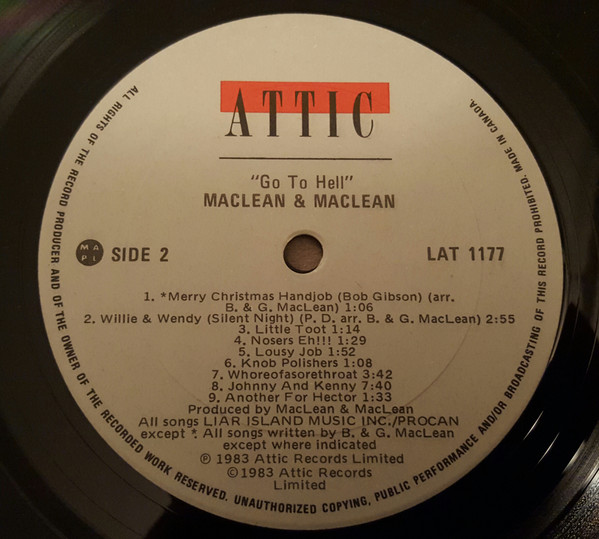 ATTIC
"Go To Hell"
MACLEAN & MACLEAN
MAPL
SIDE 2
LAT 1177
1. *Merry Christmas Handjob (Bob Gibson) (arr.
B. & G. MacLean) 1:06
2. Willie & Wendy (Silent Night) (P. D. arr. B. & G. MacLean) 2:55
3. Little Toot 1:14
4. Nosers Eh!!! 1:29
5. Lousy Job 1:52
6. Knob Polishers 1:08
7. Whoreofasorethroat 3:42
8. Johnny And Kenny 7:40
9. Another For Hector 1:33
Produced by MacLean & MacLean
All songs LIAR ISLAND MUSIC INC./PROCAN
except *. All songs written by B. & G. MacLean
except where indicated
℗ 1983 Attic Records Limited
©1983 Attic Records
Limited
ALL RIGHTS OF THE RECORD PRODUCER AND OF THE OWNER OF THE RECORDED WORK RESERVED. UNAUTHORIZED COPYING, PUBLIC PERFORMANCE AND/OR BROADCASTING OF THIS RECORD PROHIBITED. MADE IN CANADA.